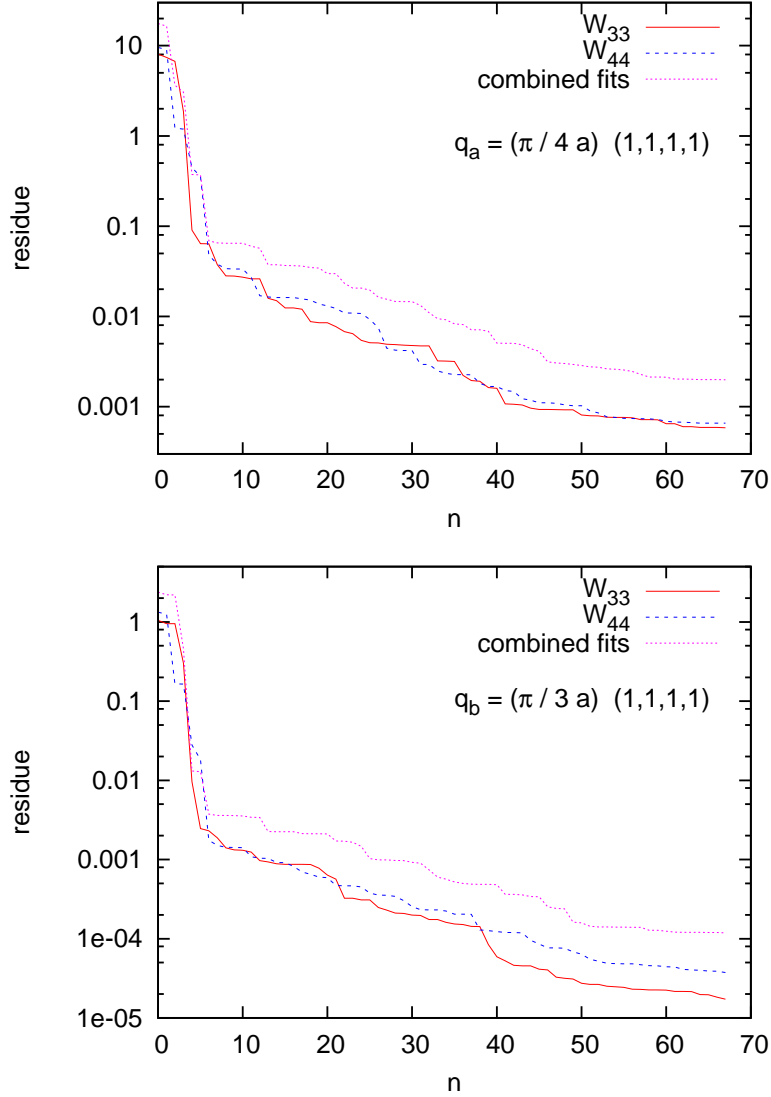 10
1
0.1
0.01
0.001
residue
W33
W44
combined fits
qa = (π / 4 a) (1,1,1,1)
0 10 20 30 40 50 60 70
n
1
0.1
0.01
0.001
1e-04
1e-05
residue
W33
W44
combined fits
qb = (π / 3 a) (1,1,1,1)
0 10 20 30 40 50 60 70
n